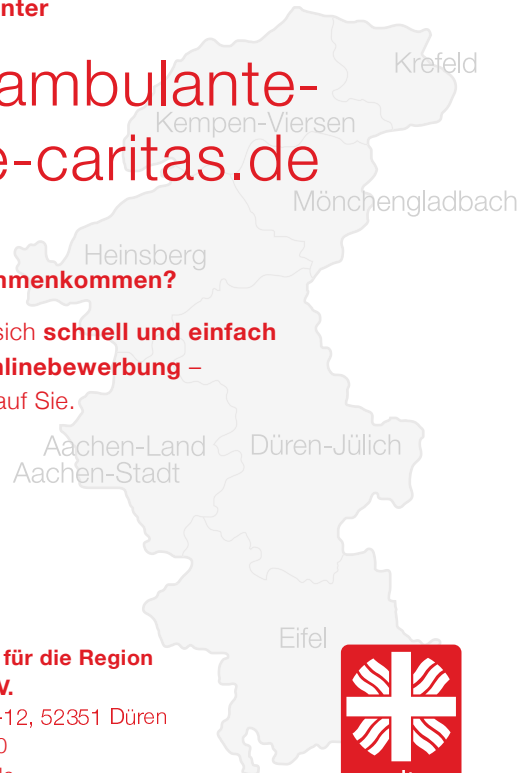 nter
Krefeld
ambulante-
Kempen-Viersen
e-caritas.de
Mönchengladbach
Heinsberg
mmenkommen?
sich schnell und einfach
nlinebewerbung –
auf Sie.
Aachen-Land Düren-Jülich
Aachen-Stadt
Eifel
für die Region
V.
-12, 52351 Düren
0